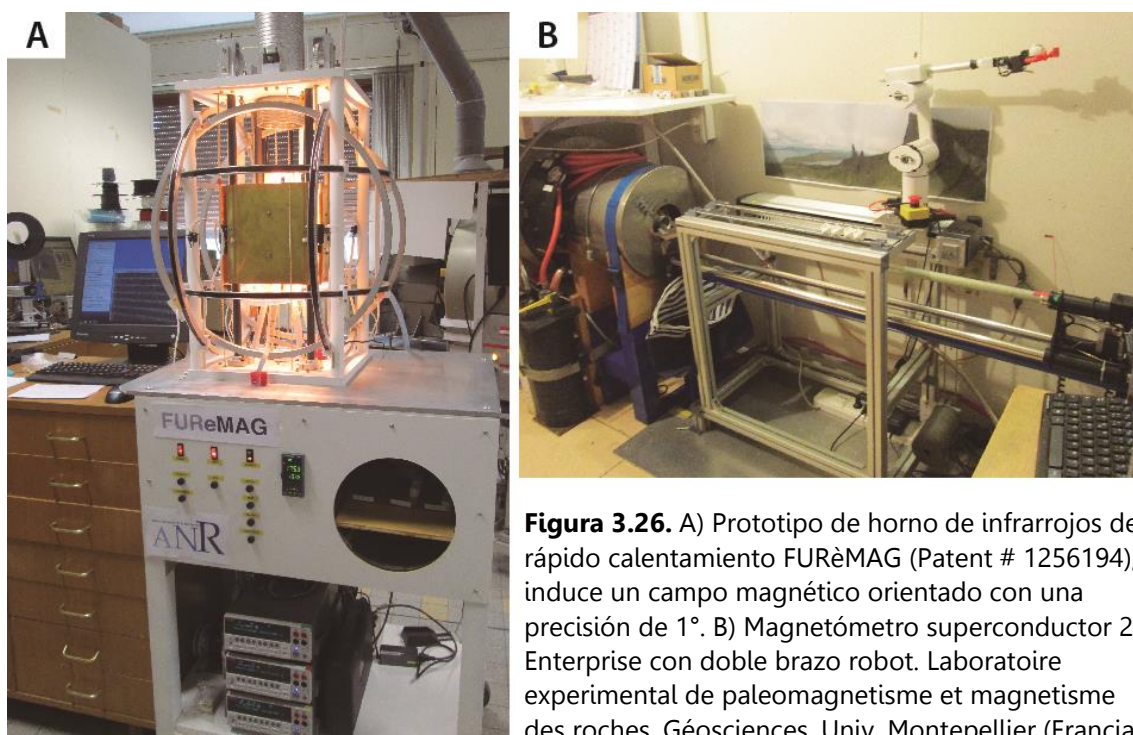 A
B
FUReMAG
ANR
Figura 3.26. A) Prototipo de horno de infrarrojos de
rápido calentamiento FURèMAG (Patent # 1256194),
induce un campo magnético orientado con una
precisión de 1°. B) Magnetómetro superconductor 2
Enterprise con doble brazo robot. Laboratoire
experimental de paleomagnetisme et magnetisme
des roches. Géosciences. Univ. Montepellier (Francia